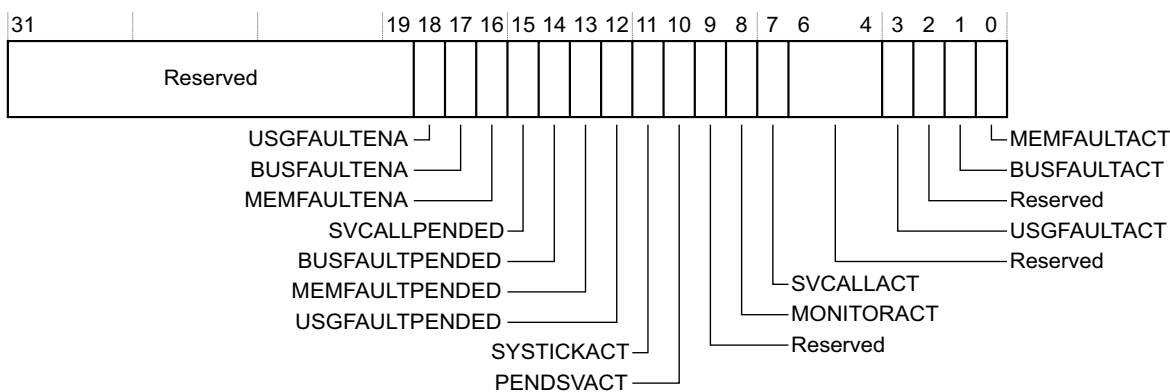 31 19 18 17 16 15 14 13 12 11 10 9 8 7 6 4 3 2 1 0
Reserved
USGFAULTENA MEMFAULTACT
BUSFAULTENA BUSFAULTACT
MEMFAULTENA Reserved
SVCALLPENDED USGFAULTACT
BUSFAULTPENDED Reserved
MEMFAULTPENDED SVCALLACT
USGFAULTPENDED MONITORACT
SYSTICKACT Reserved
PENDSVACT